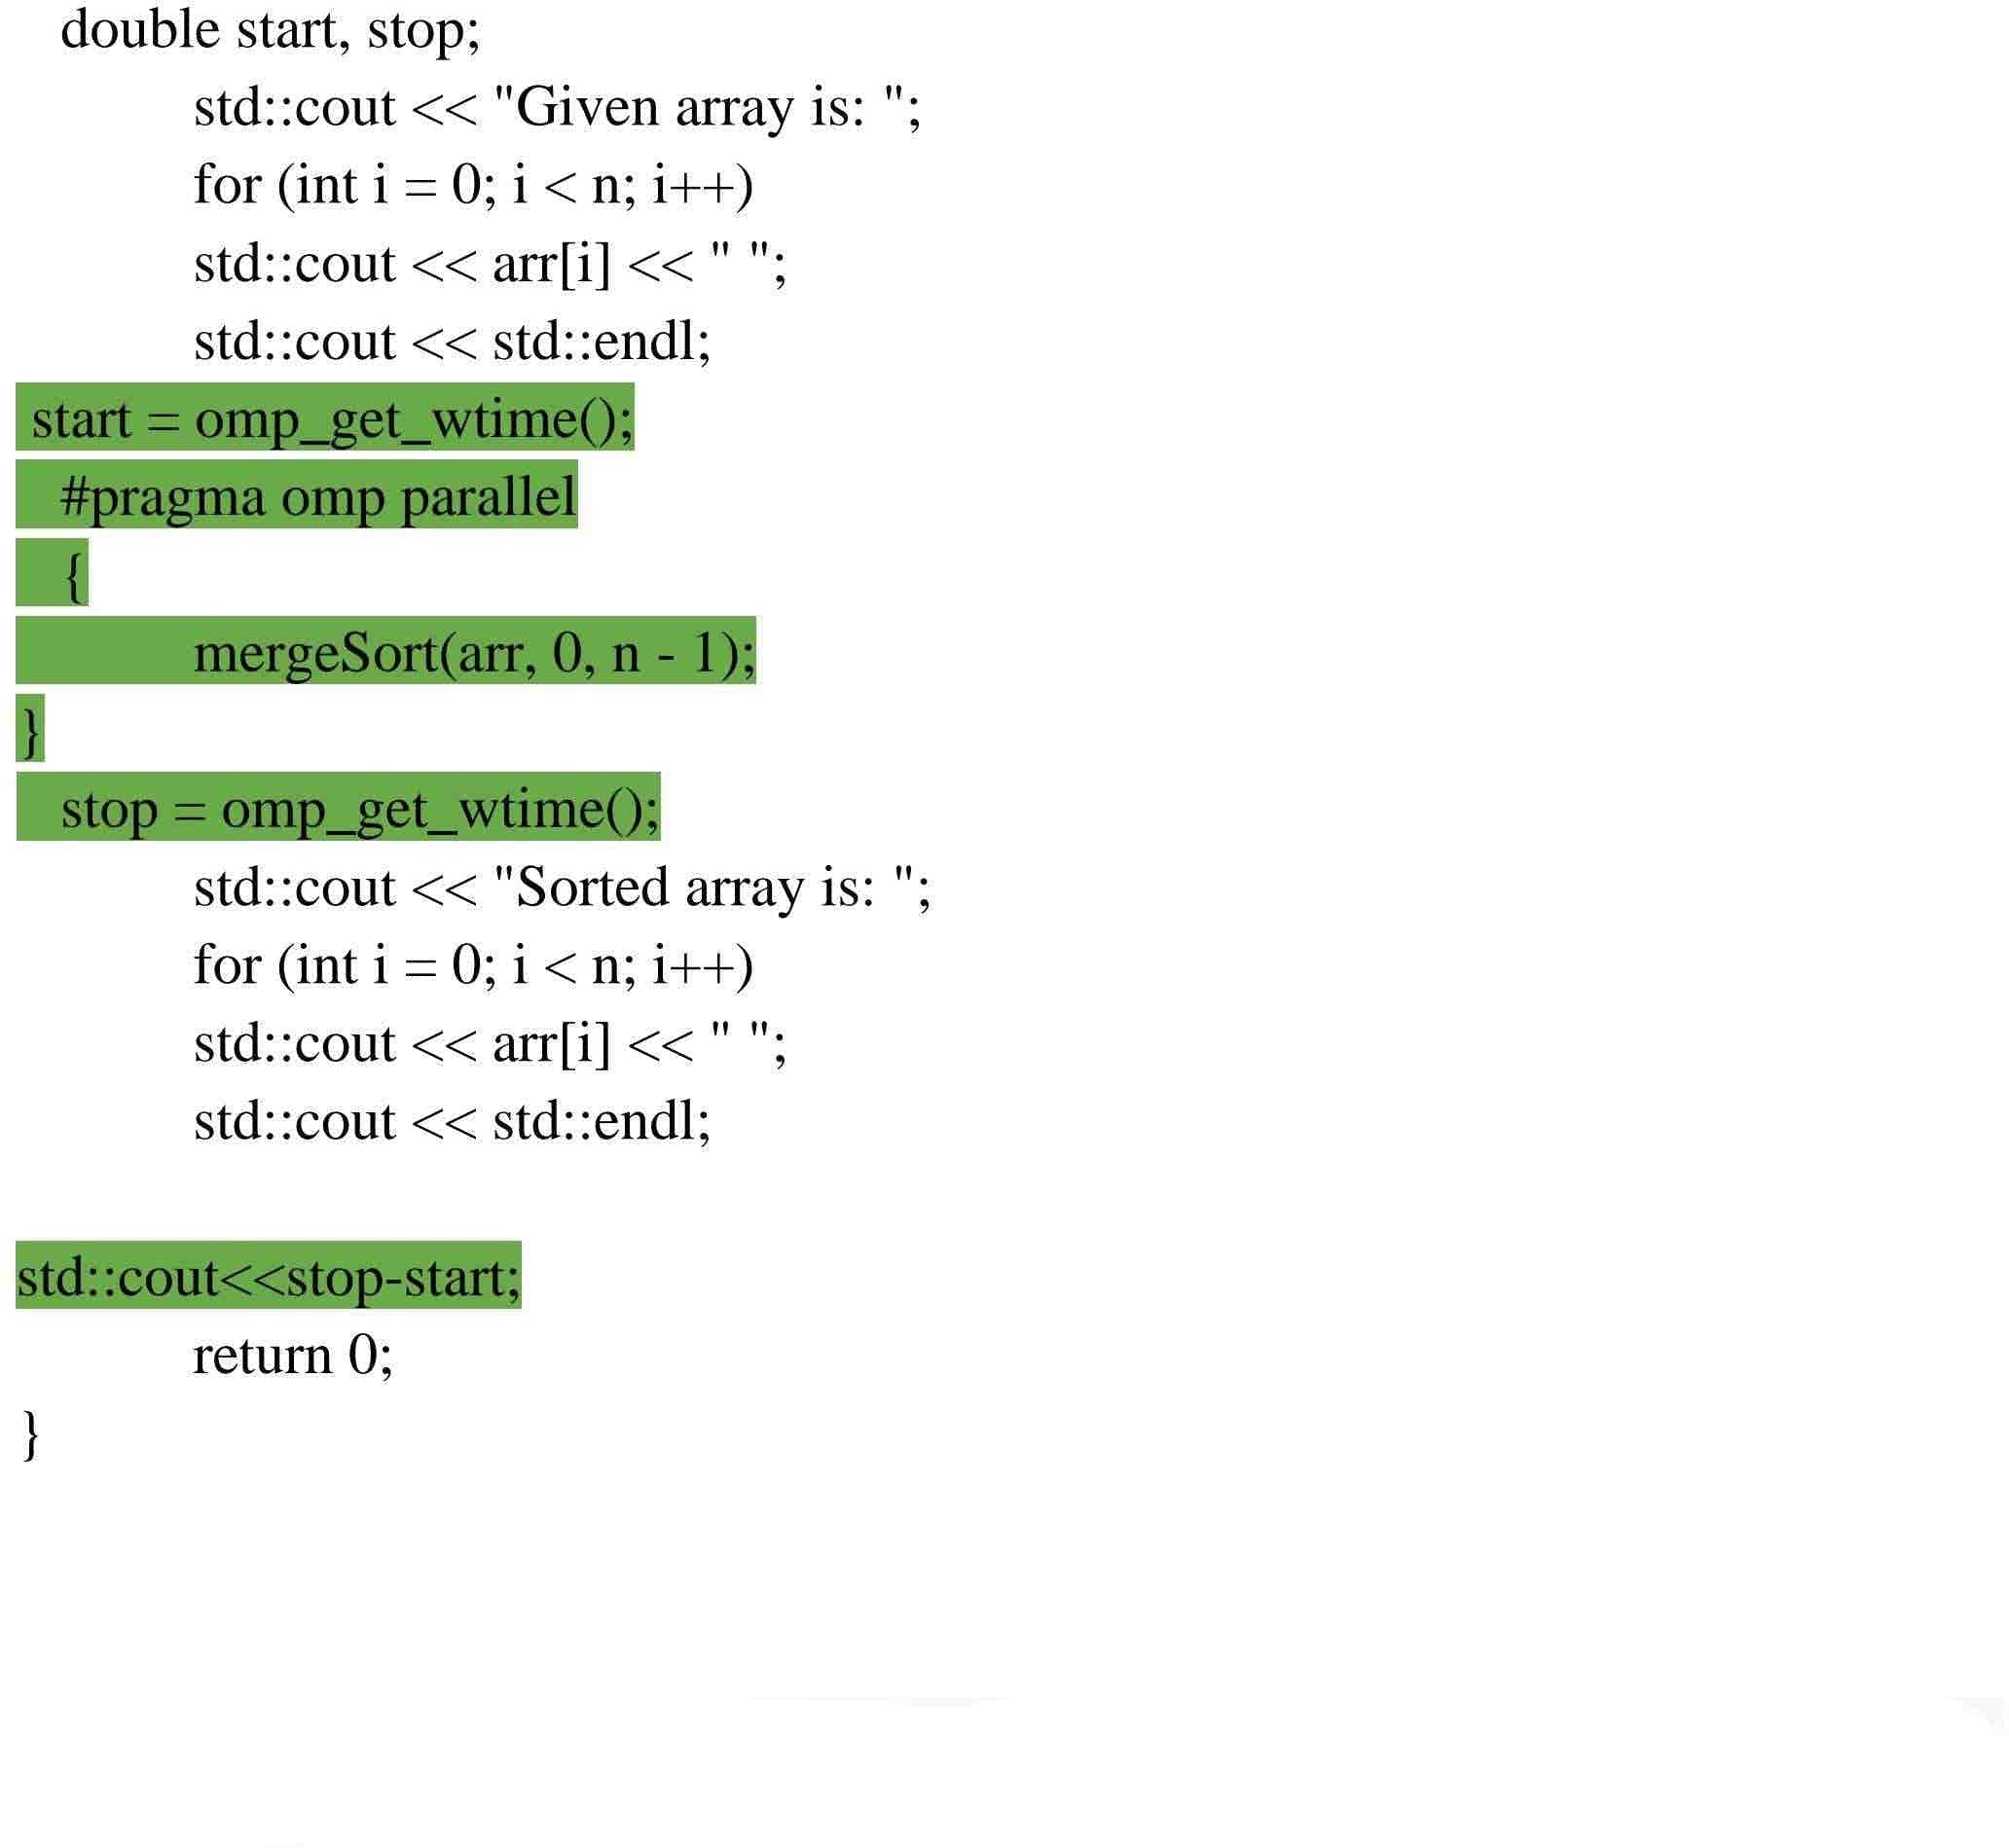 double start, stop;
std::cout << "Given array is: ";
for (int i = 0; i < n; i++)
std::cout << arr[i] << " ";
std::cout << std::endl;
start = omp_get_wtime();
#pragma omp parallel
{
mergeSort(arr, 0, n - 1);
}
stop = omp_get_wtime();
std::cout << "Sorted array is: ";
for (int i = 0; i < n; i++)
std::cout << arr[i] << " ";
std::cout << std::endl;
std::cout<<stop-start;
return 0;
}